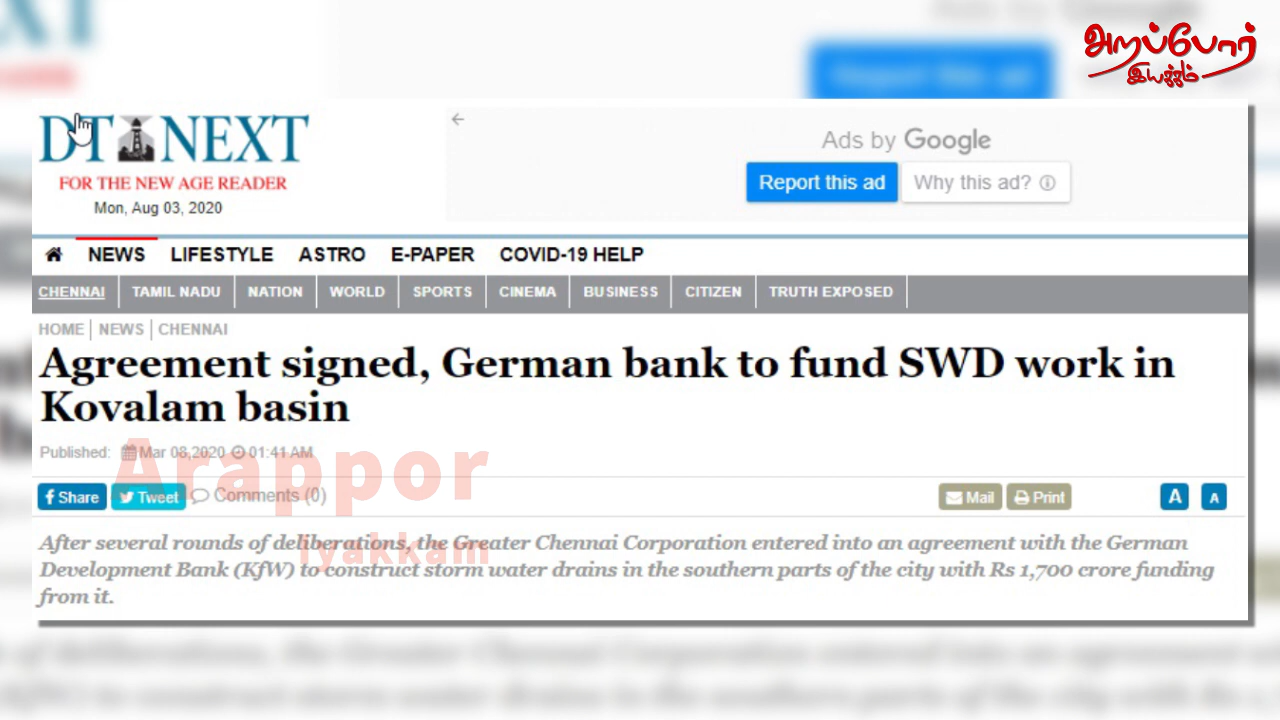 அறப்போர்
இயக்கம்
Report this ad
DT NEXT
FOR THE NEW AGE READER
Mon, Aug 03, 2020
Ads by Google
Report this ad Why this ad?
NEWS LIFESTYLE ASTRO E-PAPER COVID-19 HELP
CHENNAI TAMIL NADU NATION WORLD SPORTS CINEMA BUSINESS CITIZEN TRUTH EXPOSED
HOME NEWS CHENNAI
Agreement signed, German bank to fund SWD work in
Kovalam basin
Published: Mar 08,2020 01:41 AM
Arappor
Iyakkam
Share Tweet Comments (0) Mail Print A A
After several rounds of deliberations, the Greater Chennai Corporation entered into an agreement with the German
Development Bank (KfW) to construct storm water drains in the southern parts of the city with Rs 1,700 crore funding
from it.